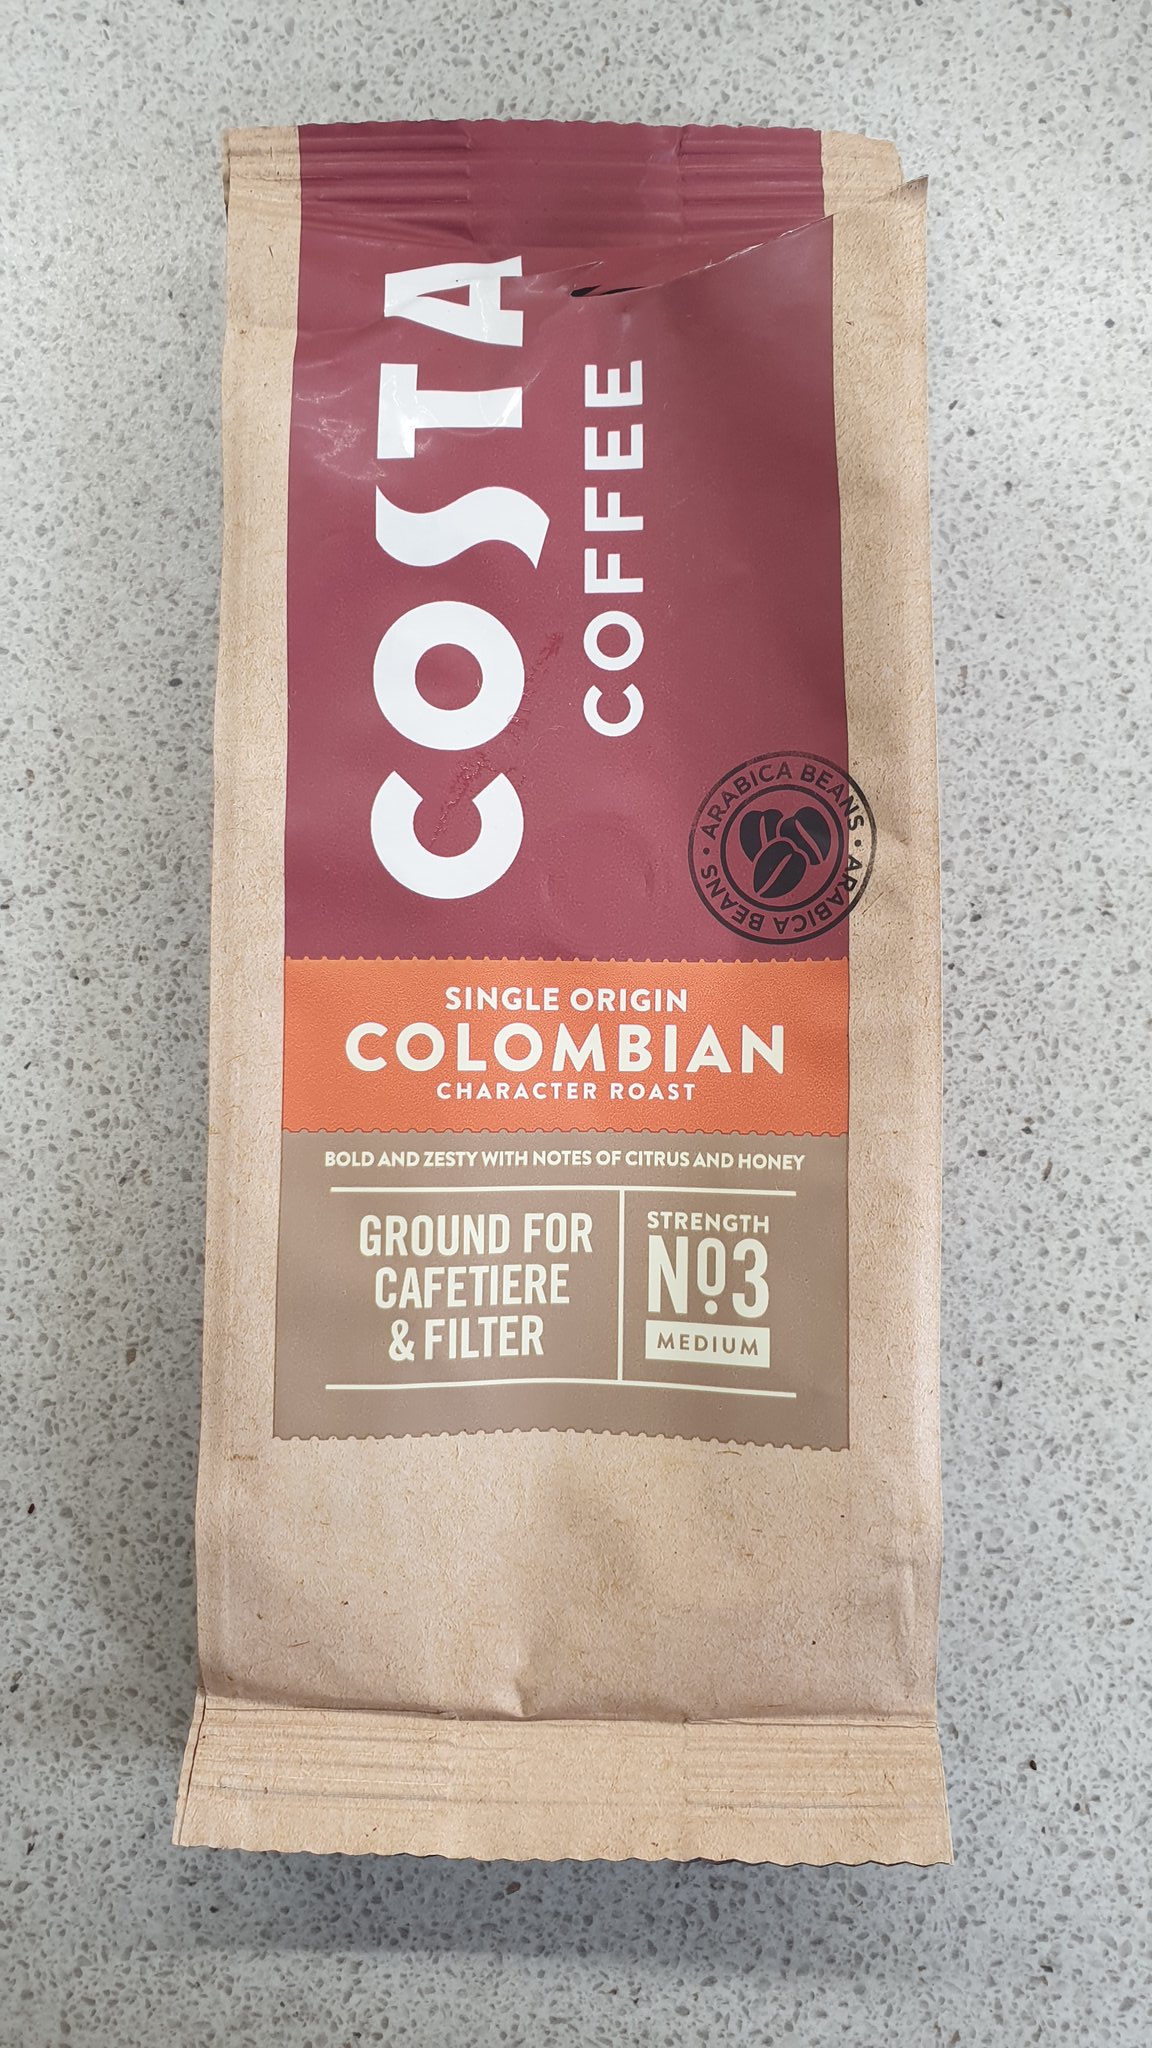 COSTA
COFFEE
ARABICA BEANS • ARABICA BEANS •
SINGLE ORIGIN
COLOMBIAN
CHARACTER ROAST
BOLD AND ZESTY WITH NOTES OF CITRUS AND HONEY
GROUND FOR
CAFETIERE
& FILTER
STRENGTH
Nº3
MEDIUM